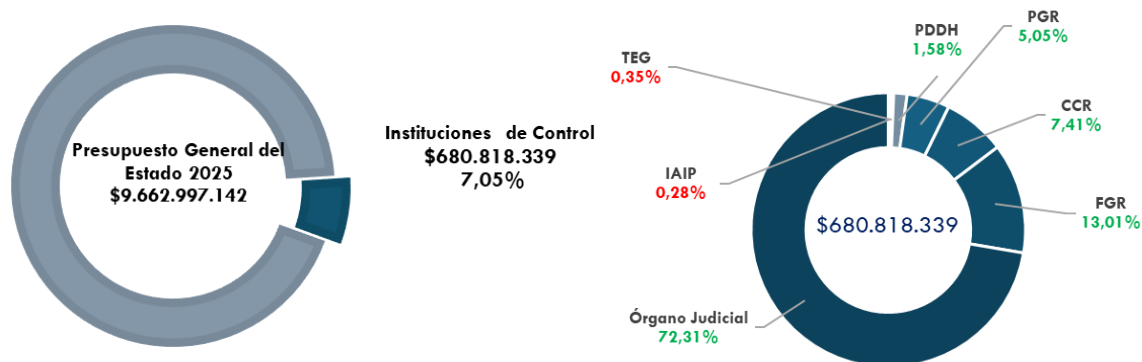 Presupuesto General del
Estado 2025
$9.662.997.142
Instituciones de Control
$680.818.339
7,05%
TEG
0,35%
PDDH
1,58%
PGR
5,05%
CCR
7,41%
IAIP
0,28%
FGR
13,01%
$680.818.339
Órgano Judicial
72,31%